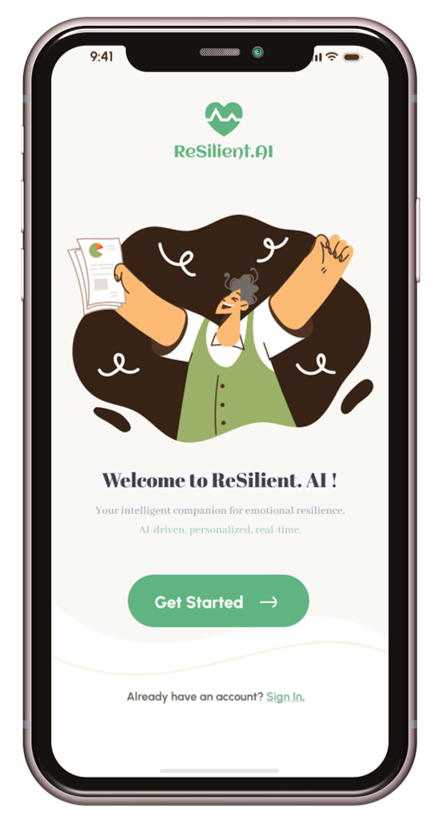 9:41
ReSilient.AI
Welcome to ReSilient. AI !
Your intelligent companion for emotional resilience.
AI-driven, personalized, real-time.
Get Started →
Already have an account? Sign In.